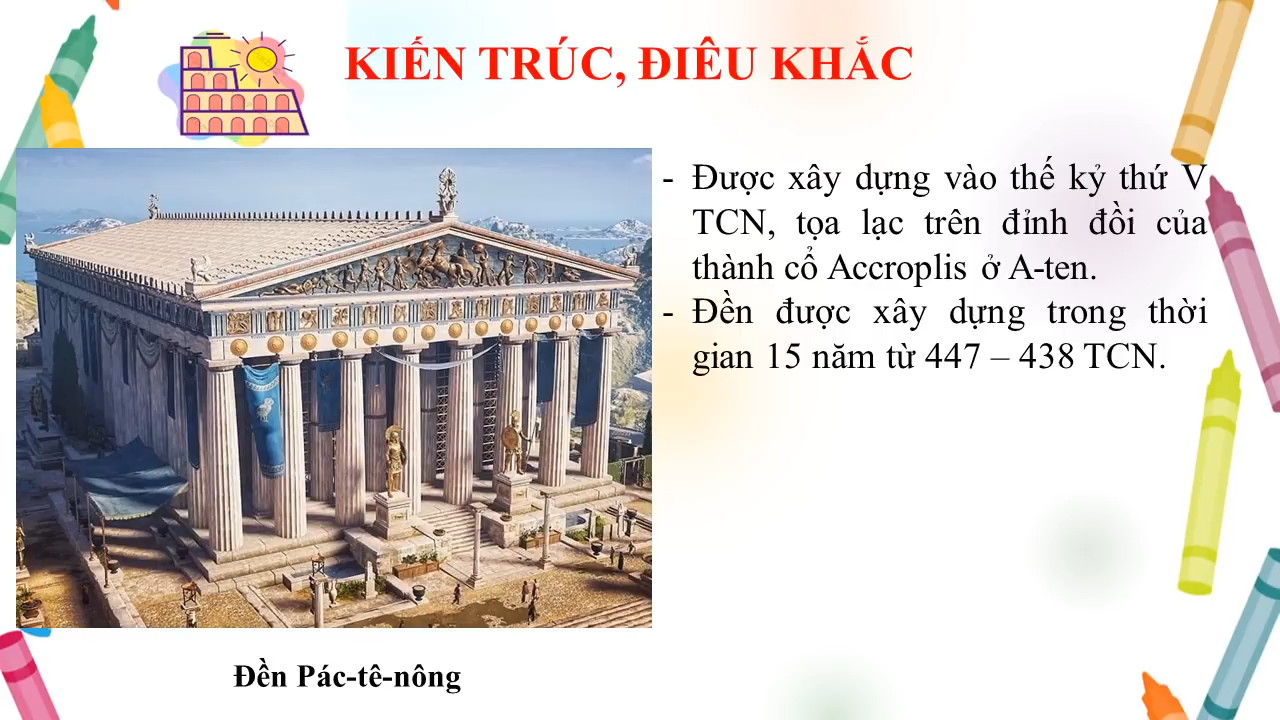 KIẾN TRÚC, ĐIÊU KHẮC
- Được xây dựng vào thế kỷ thứ V
TCN, tọa lạc trên đỉnh đồi của
thành cổ Accroplis ở A-ten.
- Đền được xây dựng trong thời
gian 15 năm từ 447 – 438 TCN.
Đền Pác-tê-nông